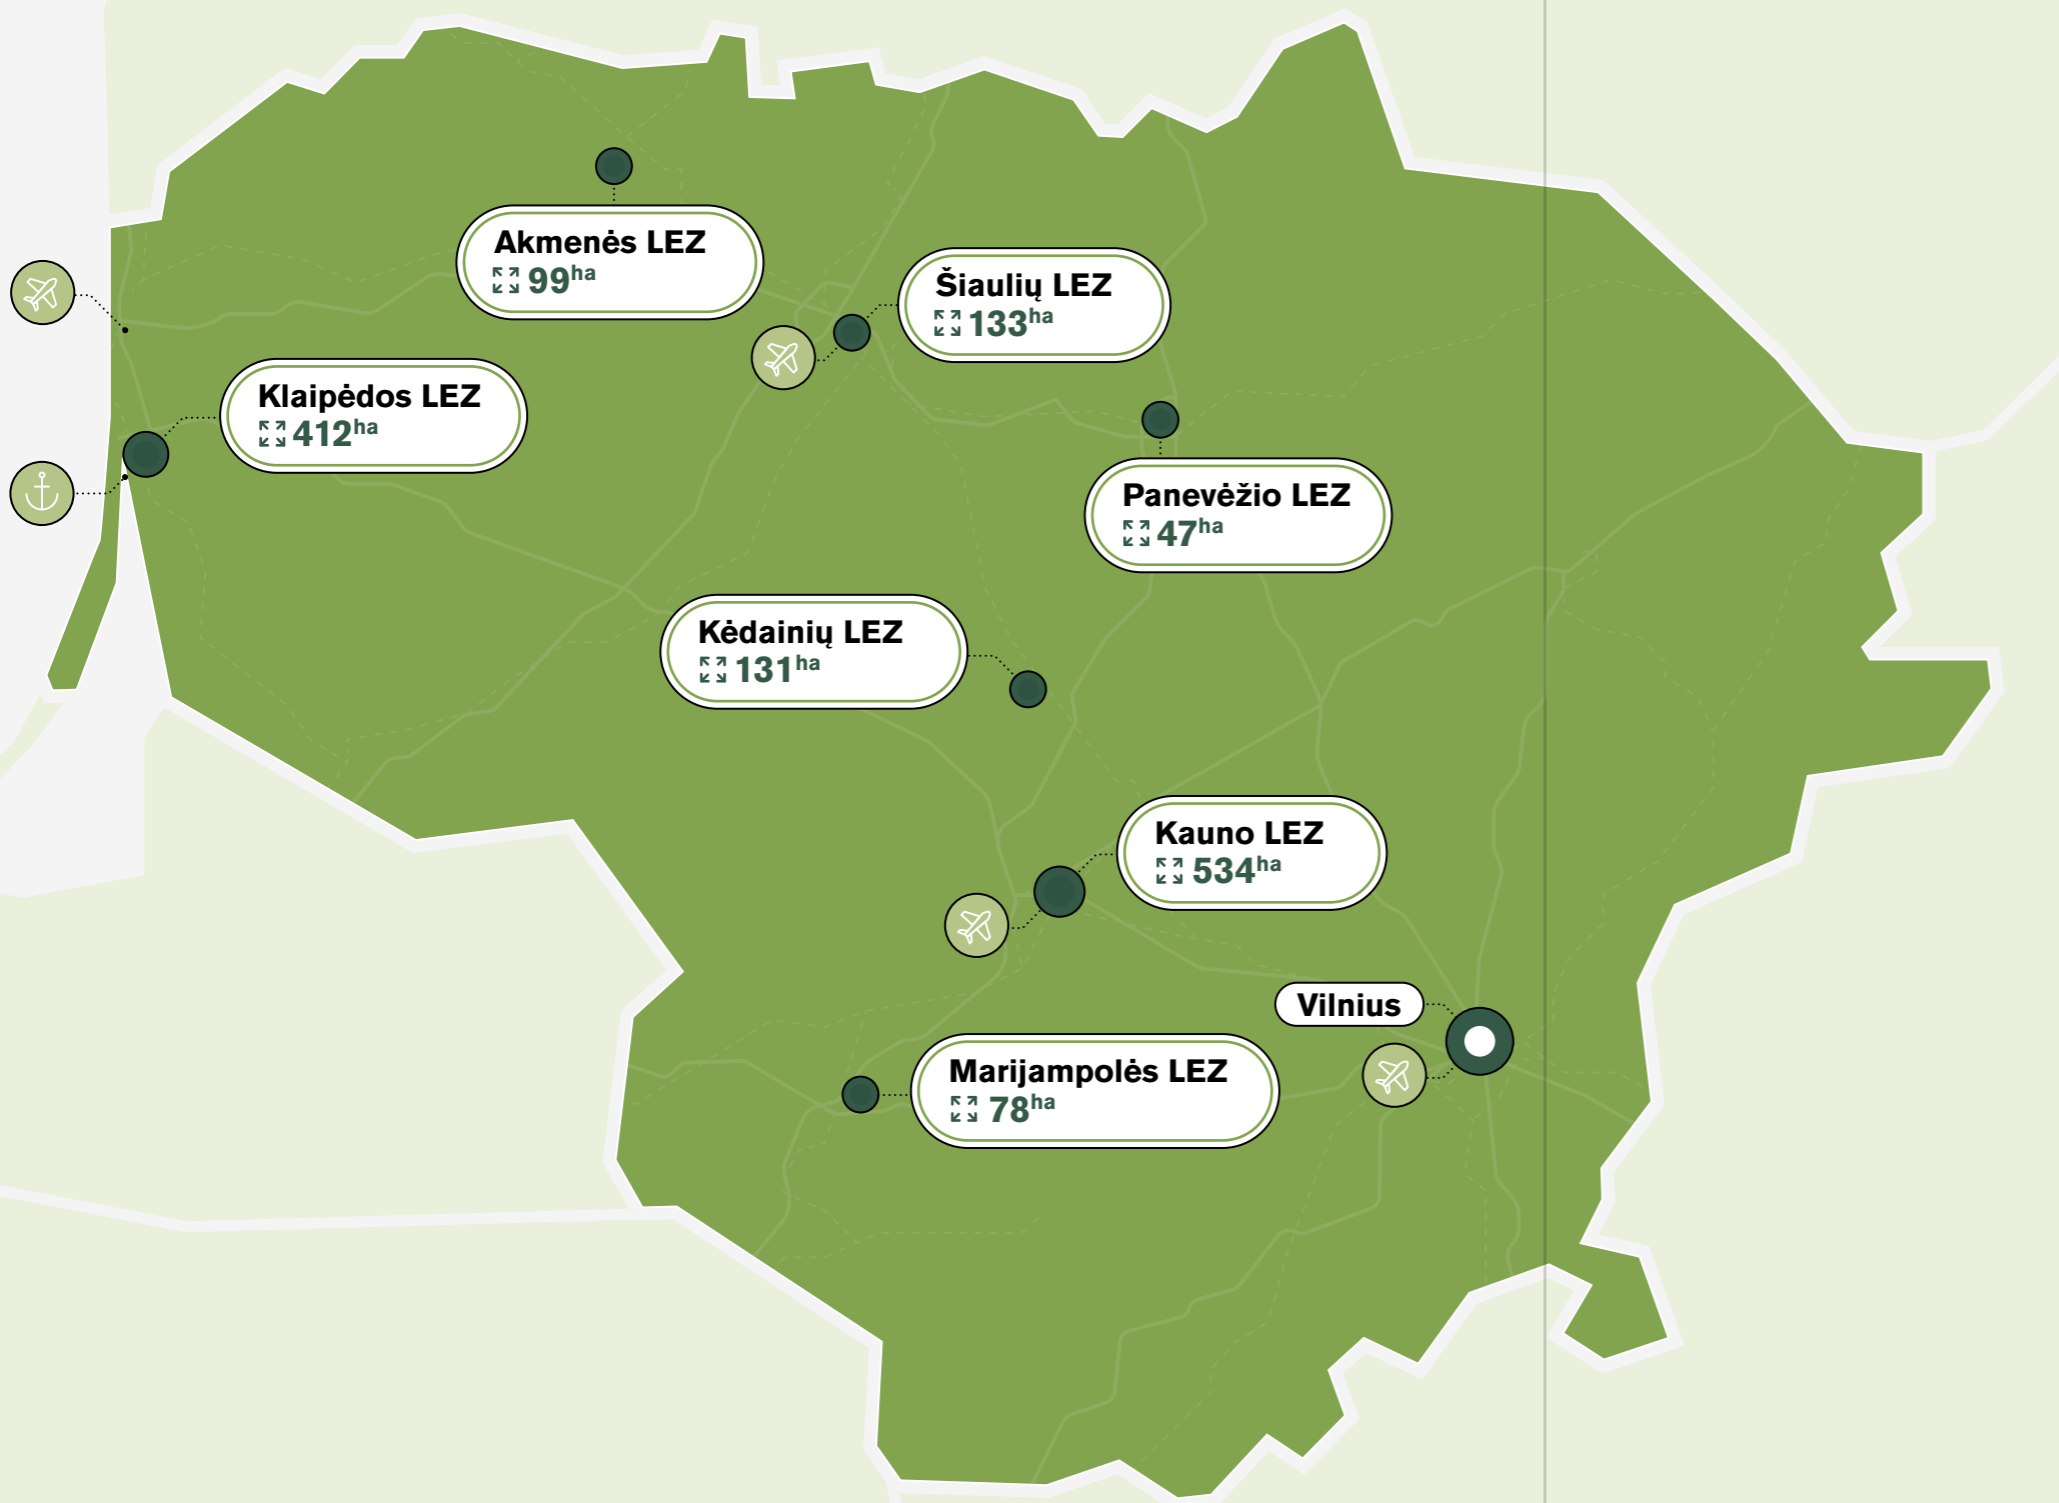 Akmenės LEZ
99ha
Šiaulių LEZ
133ha
Klaipėdos LEZ
412ha
Panevėžio LEZ
47ha
Kėdainių LEZ
131ha
Kauno LEZ
534ha
Vilnius
Marijampolės LEZ
78ha